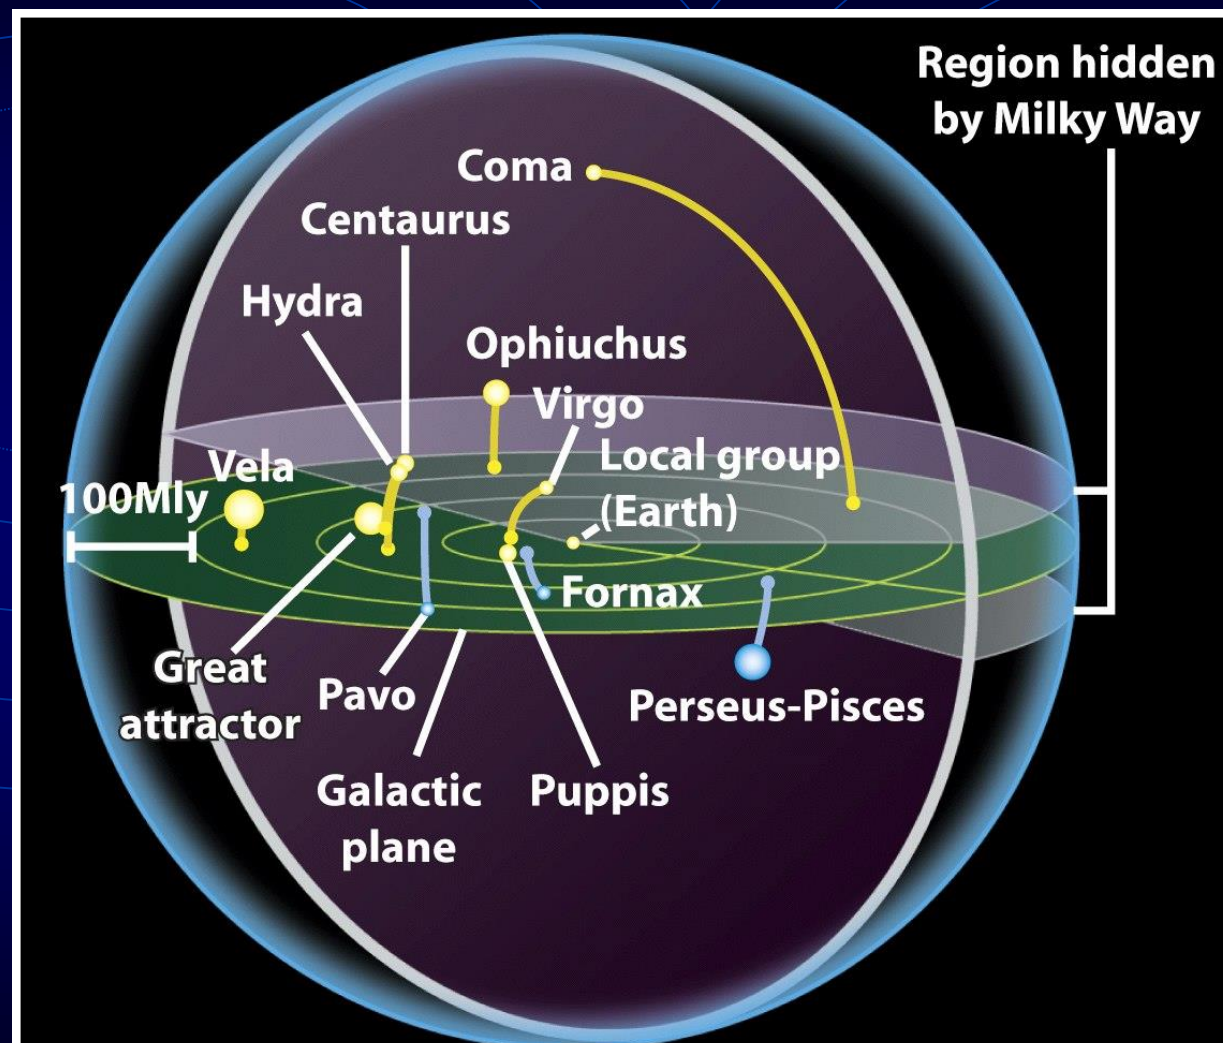 Region hidden
by Milky Way
Coma
Centaurus
Hydra
Ophiuchus
Virgo
Local group
(Earth)
Vela
100Mly
Fornax
Great
attractor
Pavo
Perseus-Pisces
Galactic
plane
Puppis